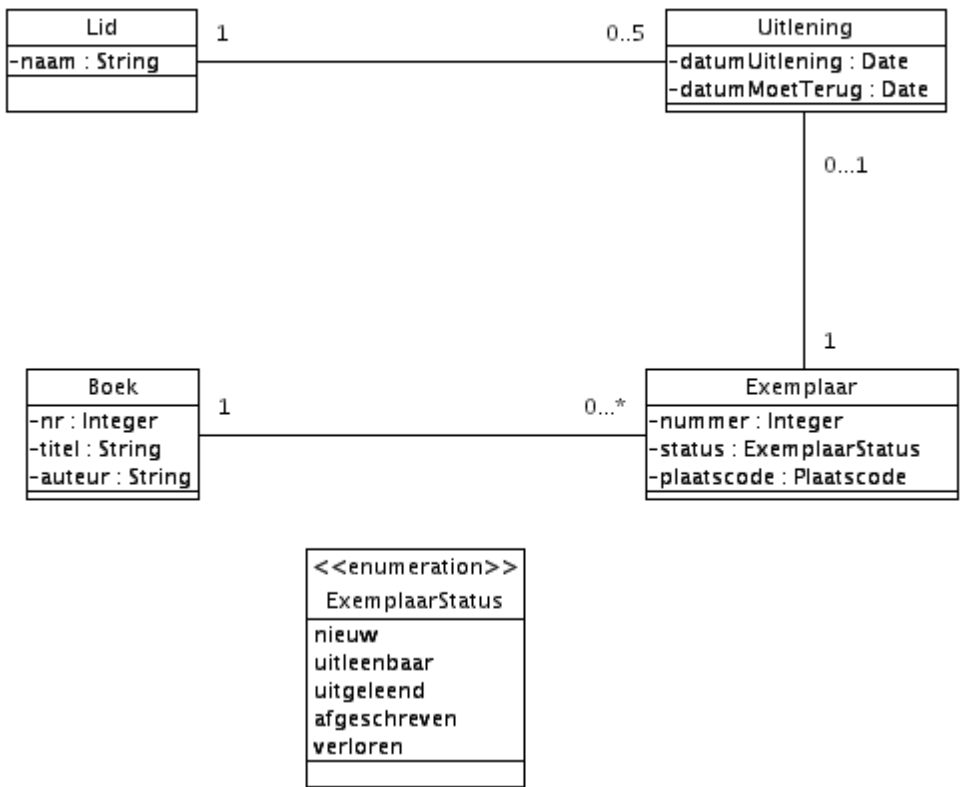 Lid
-naam : String
1
0..5
Uitlening
-datumUitlening : Date
-datumMoetTerug : Date
0...1
1
Boek
-nr : Integer
-titel : String
-auteur : String
1
0...*
Exemplaar
-nummer : Integer
-status : ExemplaarStatus
-plaatscode : Plaatscode
<<enumeration>>
ExemplaarStatus
nieuw
uitleenbaar
uitgeleend
afgeschreven
verloren